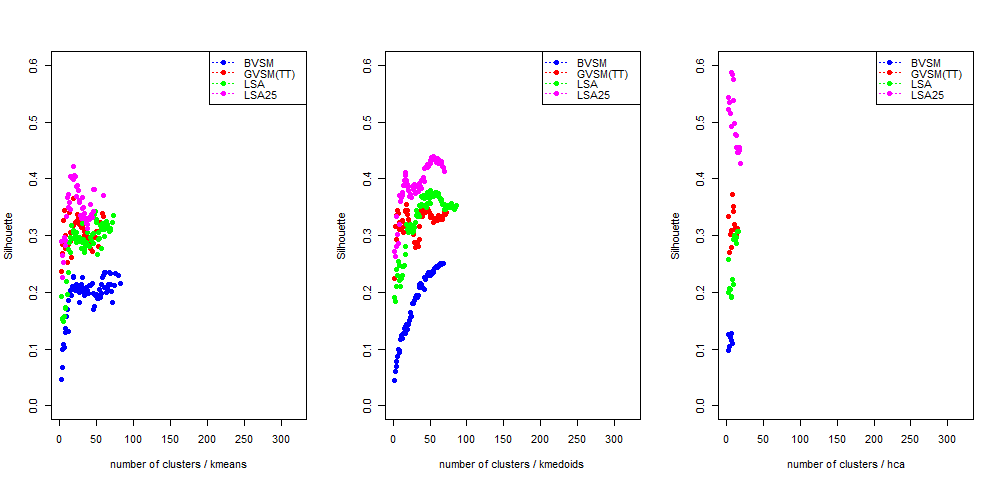 BVSM
GVSM(TT)
LSA
LSA25
Silhouette
0.0 0.1 0.2 0.3 0.4 0.5 0.6
0 50 100 150 200 250 300
number of clusters / kmeans
BVSM
GVSM(TT)
LSA
LSA25
Silhouette
0.0 0.1 0.2 0.3 0.4 0.5 0.6
0 50 100 150 200 250 300
number of clusters / kmedoids
BVSM
GVSM(TT)
LSA
LSA25
Silhouette
0.0 0.1 0.2 0.3 0.4 0.5 0.6
0 50 100 150 200 250 300
number of clusters / hca